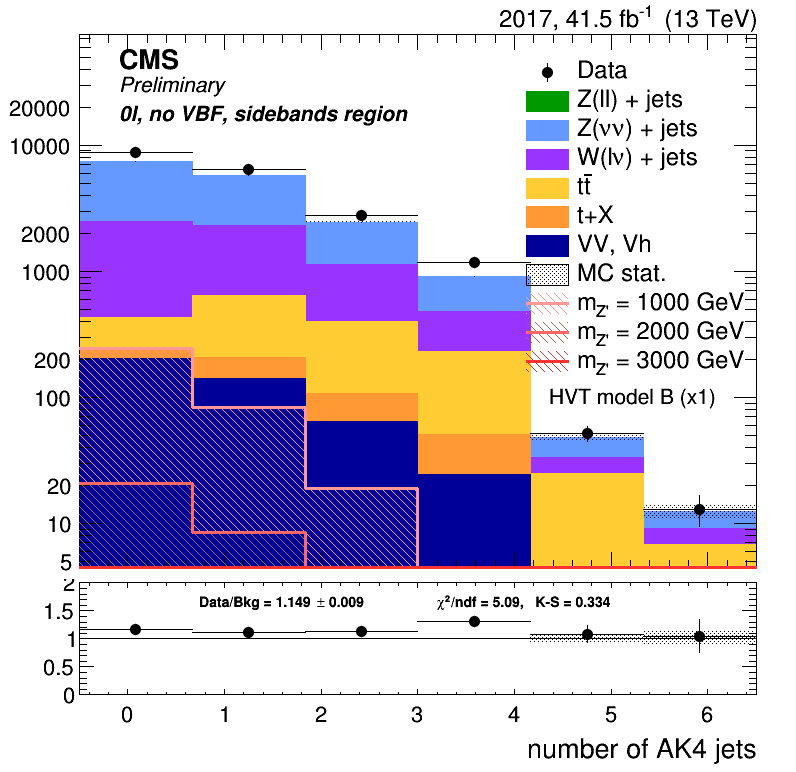 2017, 41.5 fb⁻¹ (13 TeV)
CMS
Preliminary
0l, no VBF, sidebands region
Data
Z(ll) + jets
Z(νν) + jets
W(lν) + jets
tt̄
t+X
VV, Vh
MC stat.
m_Z' = 1000 GeV
m_Z' = 2000 GeV
m_Z' = 3000 GeV
HVT model B (x1)
20000
10000
2000
1000
200
100
20
10
5
2
1.5
1
0.5
0
Data/Bkg = 1.149 ± 0.009
χ²/ndf = 5.09, K-S = 0.334
0 1 2 3 4 5 6
number of AK4 jets